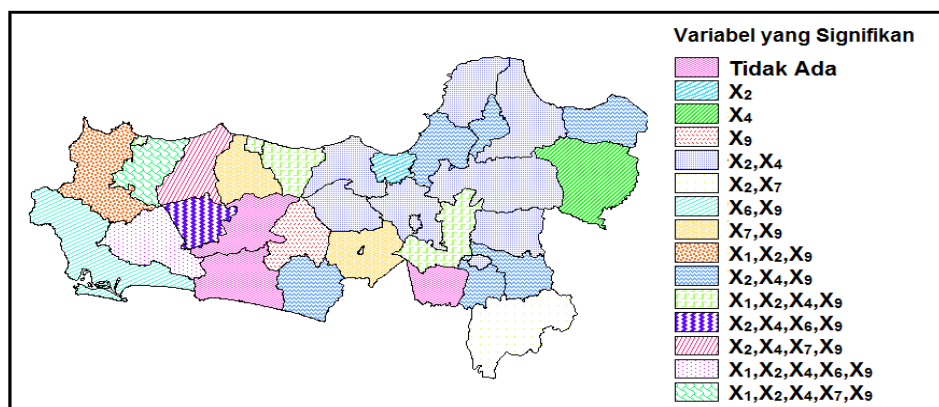 Variabel yang Signifikan
Tidak Ada
X₂
X₄
X₉
X₂,X₄
X₂,X₇
X₆,X₉
X₇,X₉
X₁,X₂,X₉
X₂,X₄,X₉
X₁,X₂,X₄,X₉
X₂,X₄,X₆,X₉
X₂,X₄,X₇,X₉
X₁,X₂,X₄,X₆,X₉
X₁,X₂,X₄,X₇,X₉